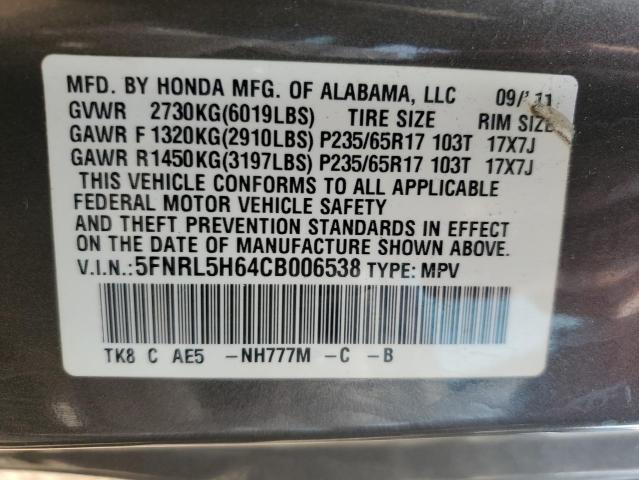 MFD. BY HONDA MFG. OF ALABAMA, LLC 09/'11
GVWR 2730KG(6019LBS) TIRE SIZE RIM SIZE
GAWR F 1320KG(2910LBS) P235/65R17 103T 17X7J
GAWR R1450KG(3197LBS) P235/65R17 103T 17X7J
THIS VEHICLE CONFORMS TO ALL APPLICABLE
FEDERAL MOTOR VEHICLE SAFETY
AND THEFT PREVENTION STANDARDS IN EFFECT
ON THE DATE OF MANUFACTURE SHOWN ABOVE.
V.I.N.:5FNRL5H64CB006538 TYPE: MPV
TK8 C AE5 -NH777M -C -B